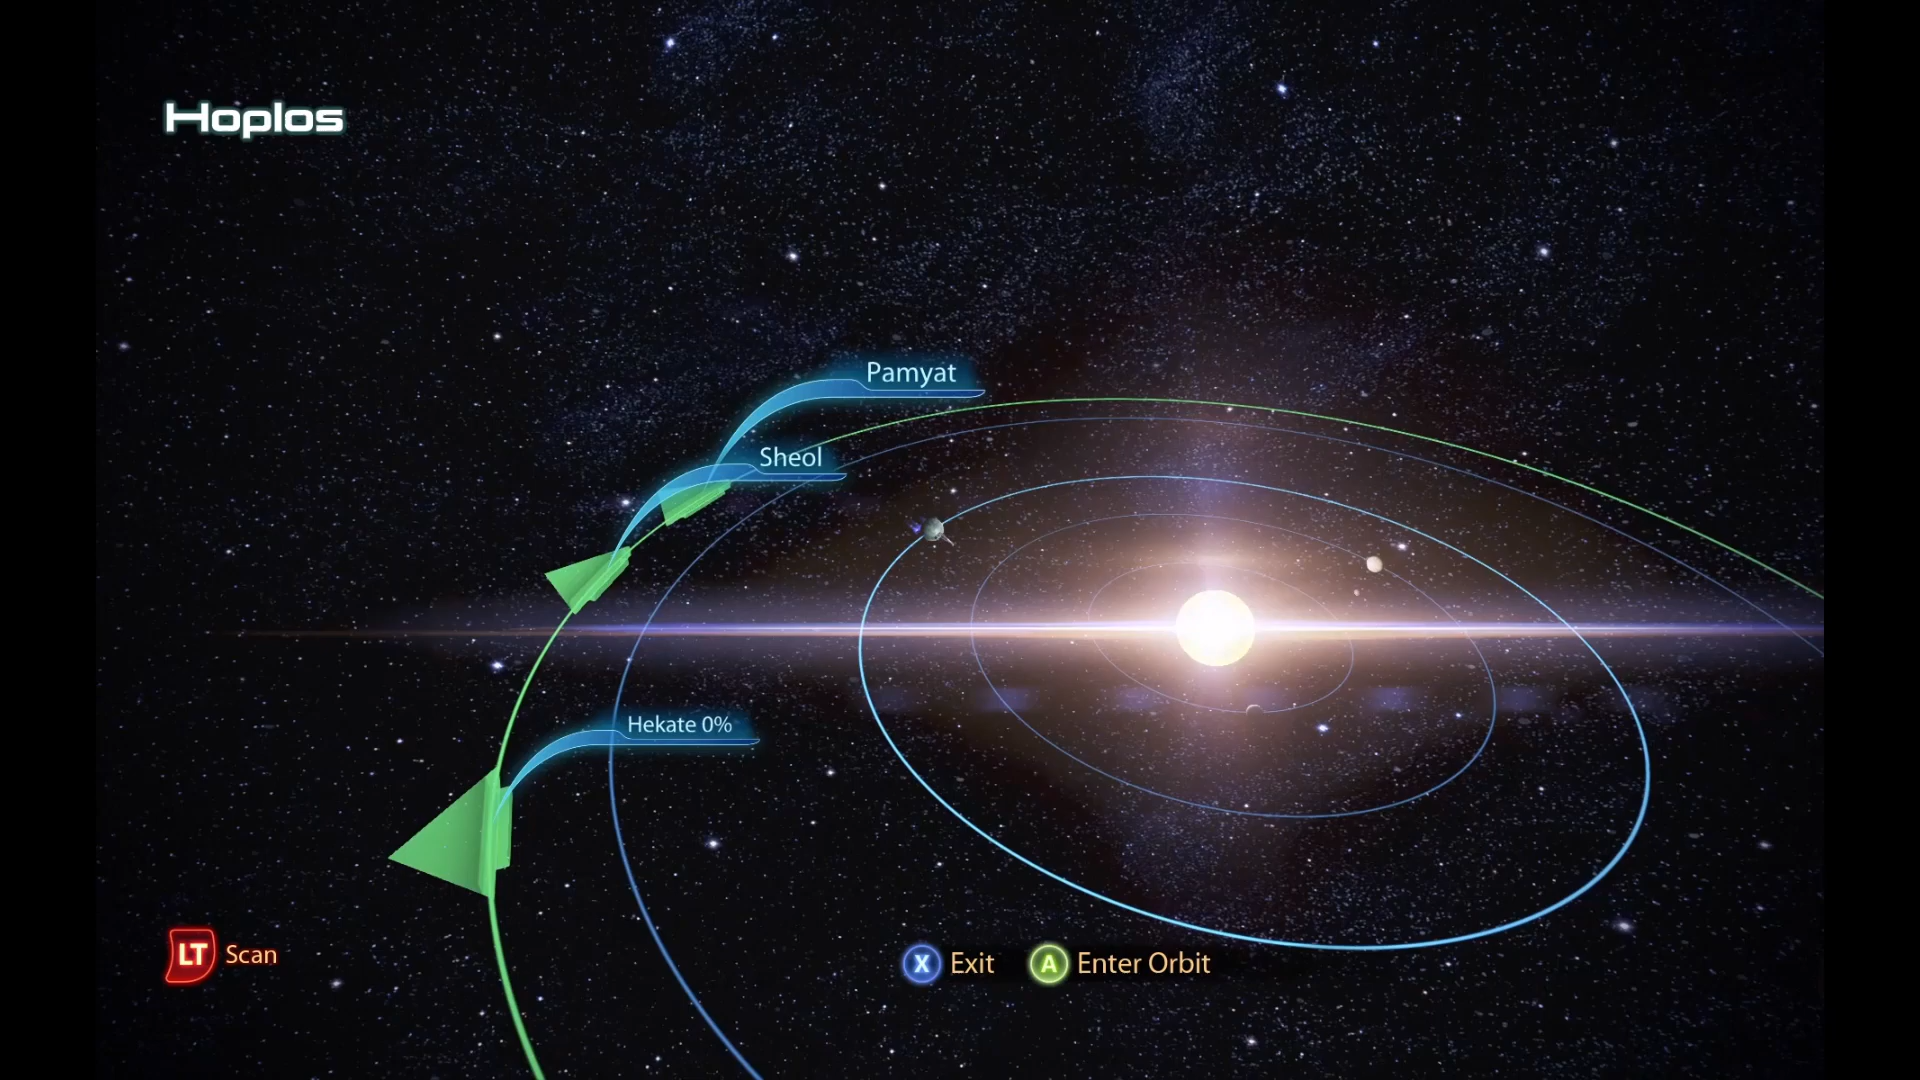 Hoplos
Pamyat
Sheol
Hekate 0%
LT Scan
X Exit A Enter Orbit